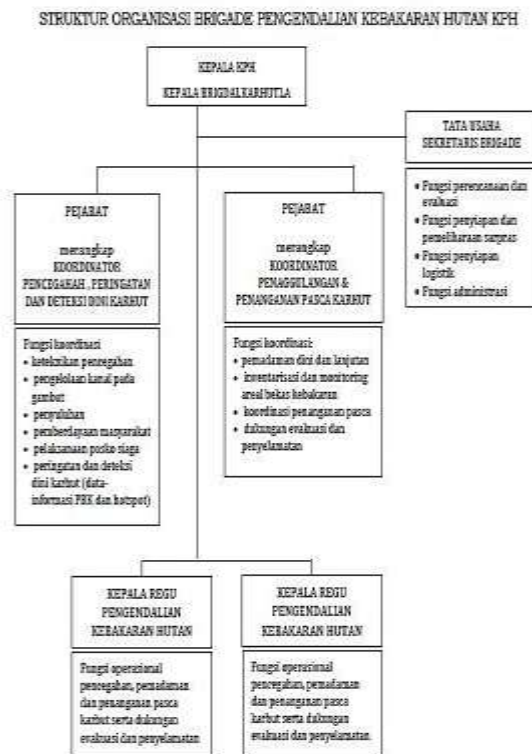 STRUKTUR ORGANISASI BRIGADE PENGENDALIAN KEBAKARAN HUTAN KPH
KEPALA KPH
KEPALA BRIGDALKARHUTLA
TATA USAHA
SEKRETARIS BRIGADE
• Fungsi perencanaan dan
evaluasi
• Fungsi penyiapan dan
pemeliharaan sarpras
• Fungsi penyiapan
logistik
• Fungsi administrasi
PEJABAT
merangkap
KOORDINATOR
PENCEGAHAH , PERINGATAN
DAN DETEKSI DINI KARHUT
Fungsi koordinasi
• keteknikan pencegahan
• pengelolaan kanal pada
gambut
• penyuluhan
• pemberdayaan masyarakat
• pelaksanaan posko siaga
• peringatan dan deteksi
dini karhut (data-
informasi PBK dan hotspot)
PEJABAT
merangkap
KOORDINATOR
PENAGGULANGAN &
PENANGANAN PASCA KARHUT
Fungsi koordinasi:
• pemadaman dini dan lanjutan
• inventarisasi dan monitoring
areal bekas kebakaran
• koordinasi penanganan pasca
• dukungan evakuasi dan
penyelamatan
KEPALA REGU
PENGENDALIAN
KEBAKARAN HUTAN
Fungsi operasional
pencegahan, pemadaman
dan penanganan pasca
karhut serta dukungan
evakuasi dan penyelamatan
KEPALA REGU
PENGENDALIAN
KEBAKARAN HUTAN
Fungsi operasional
pencegahan, pemadaman
dan penanganan pasca
karhut serta dukungan
evakuasi dan penyelamatan.